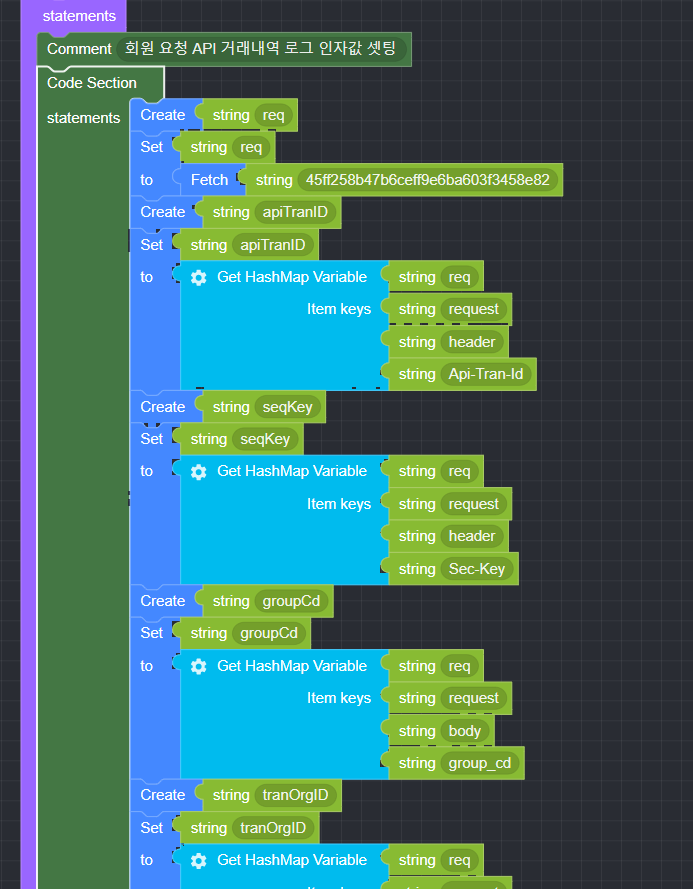 statements
Comment 회원 요청 API 거래내역 로그 인자값 셋팅
Code Section
statements
Create string req
Set string req
to Fetch string 45ff258b47b6ceff9e6ba603f3458e82
Create string apiTranID
Set string apiTranID
to Get HashMap Variable string req
Item keys string request
string header
string Api-Tran-Id
Create string seqKey
Set string seqKey
to Get HashMap Variable string req
Item keys string request
string header
string Sec-Key
Create string groupCd
Set string groupCd
to Get HashMap Variable string req
Item keys string request
string body
string group_cd
Create string tranOrgID
Set string tranOrgID
to Get HashMap Variable string req